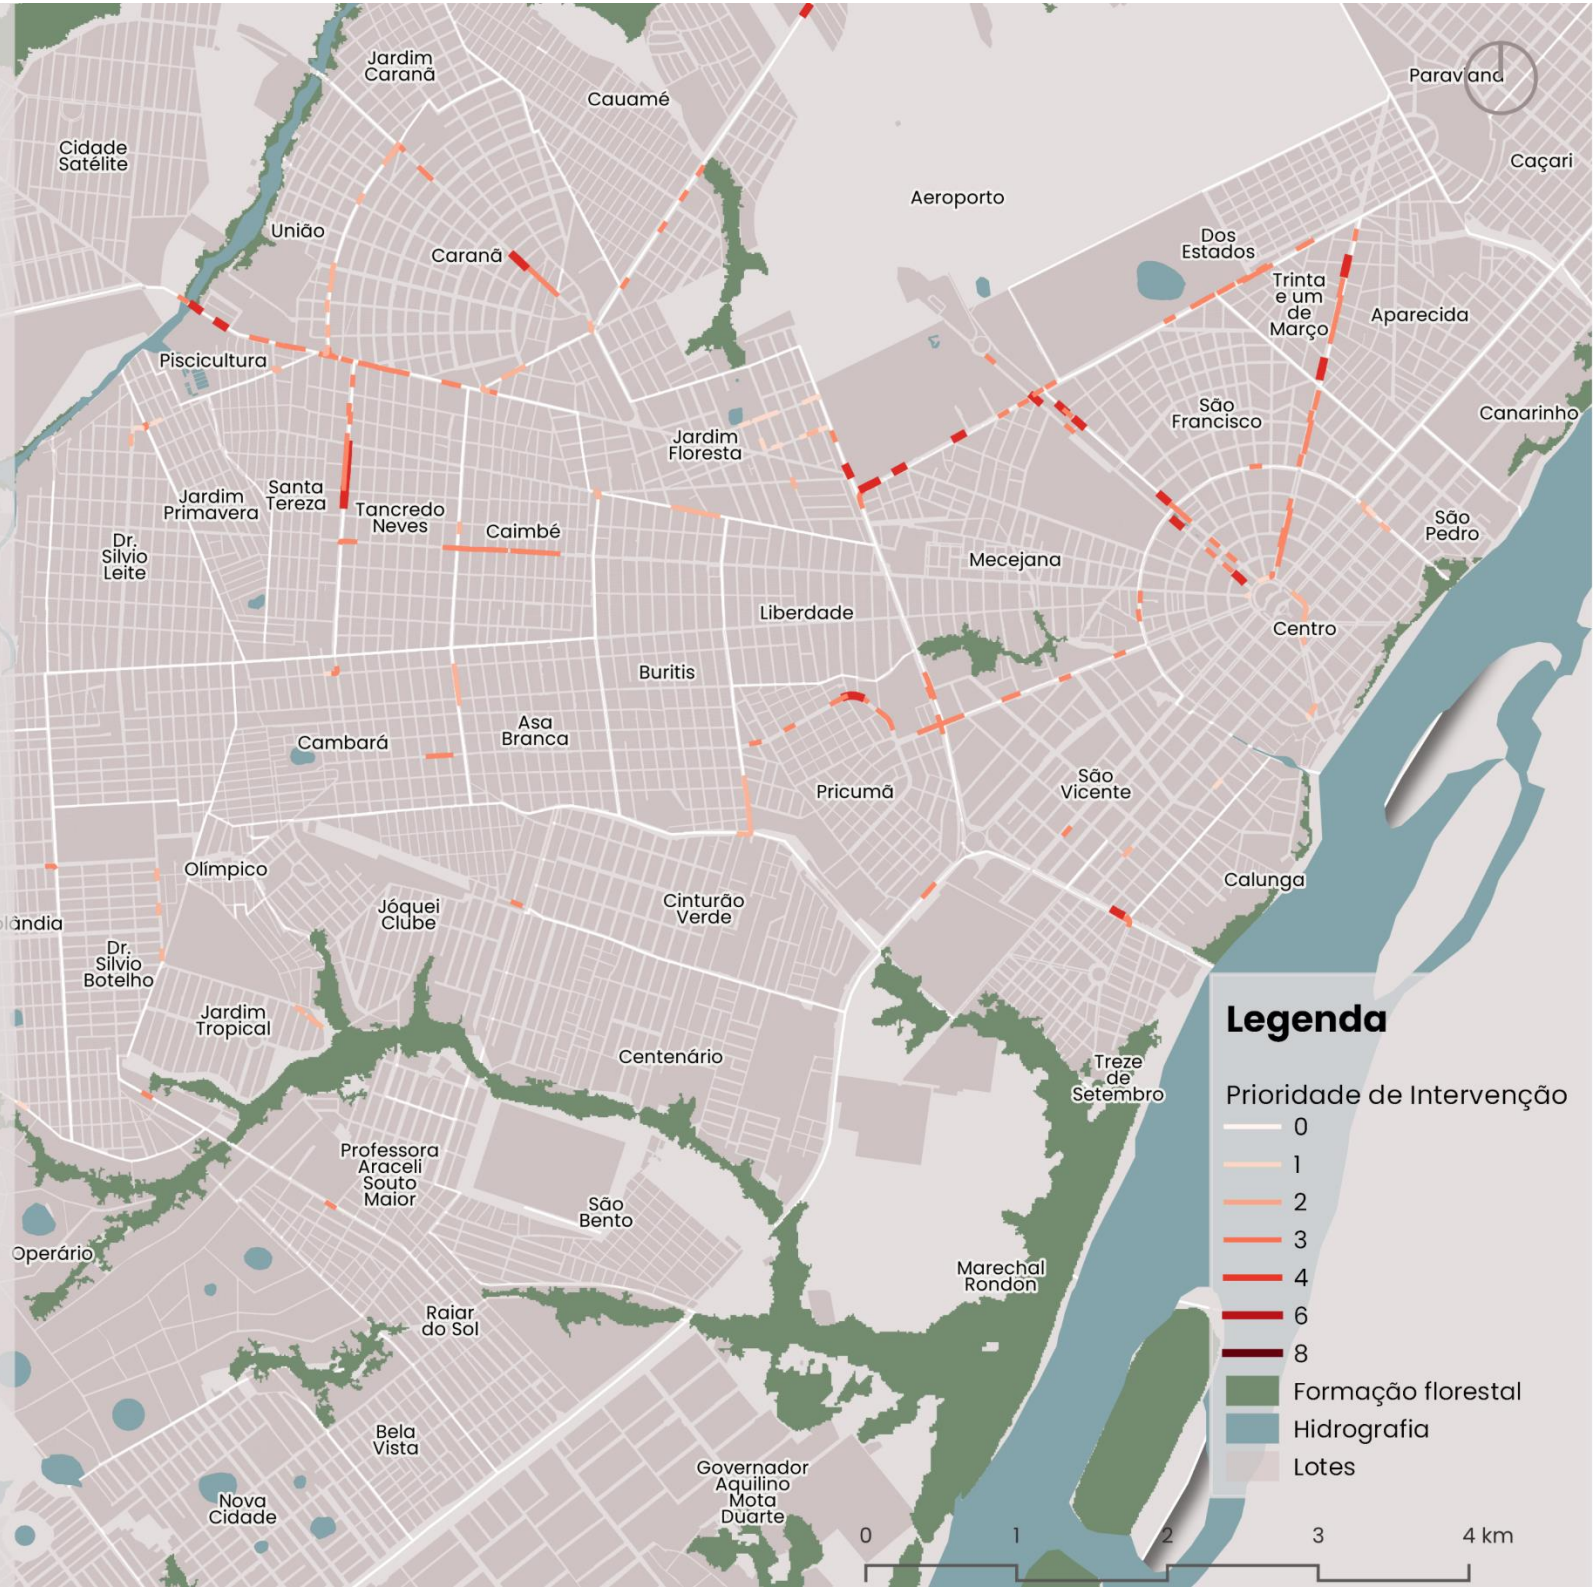 Jardim
Caranã
Cauamé
Paraviana
Cidade
Satélite
Caçari
Aeroporto
União
Caranã
Dos
Estados
Trinta
e um
de
Março
Aparecida
Piscicultura
São
Francisco
Canarinho
Jardim
Floresta
Jardim
Primavera
Santa
Tereza
Tancredo
Neves
Caimbé
São
Pedro
Dr.
Silvio
Leite
Mecejana
Liberdade
Centro
Buritis
Asa
Branca
Cambará
Pricumã
São
Vicente
Olímpico
Calunga
Jóquei
Clube
Cinturão
Verde
lândia
Dr.
Silvio
Botelho
Jardim
Tropical
Centenário
Treze
de
Setembro
Professora
Araceli
Souto
Maior
São
Bento
Operário
Marechal
Rondon
Raiar
do Sol
Bela
Vista
Governador
Aquilino
Mota
Duarte
Nova
Cidade
Legenda
Prioridade de Intervenção
0
1
2
3
4
6
8
Formação florestal
Hidrografia
Lotes
0 1 2 3 4 km